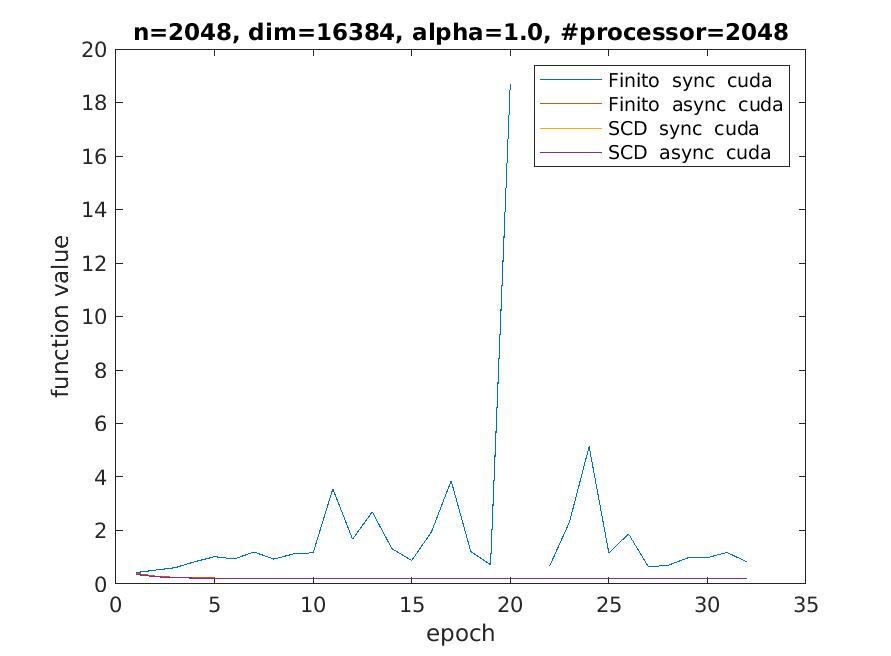 n=2048, dim=16384, alpha=1.0, #processor=2048
20
18
16
14
12
10
8
6
4
2
0
function value
Finito sync cuda
Finito async cuda
SCD sync cuda
SCD async cuda
0 5 10 15 20 25 30 35
epoch